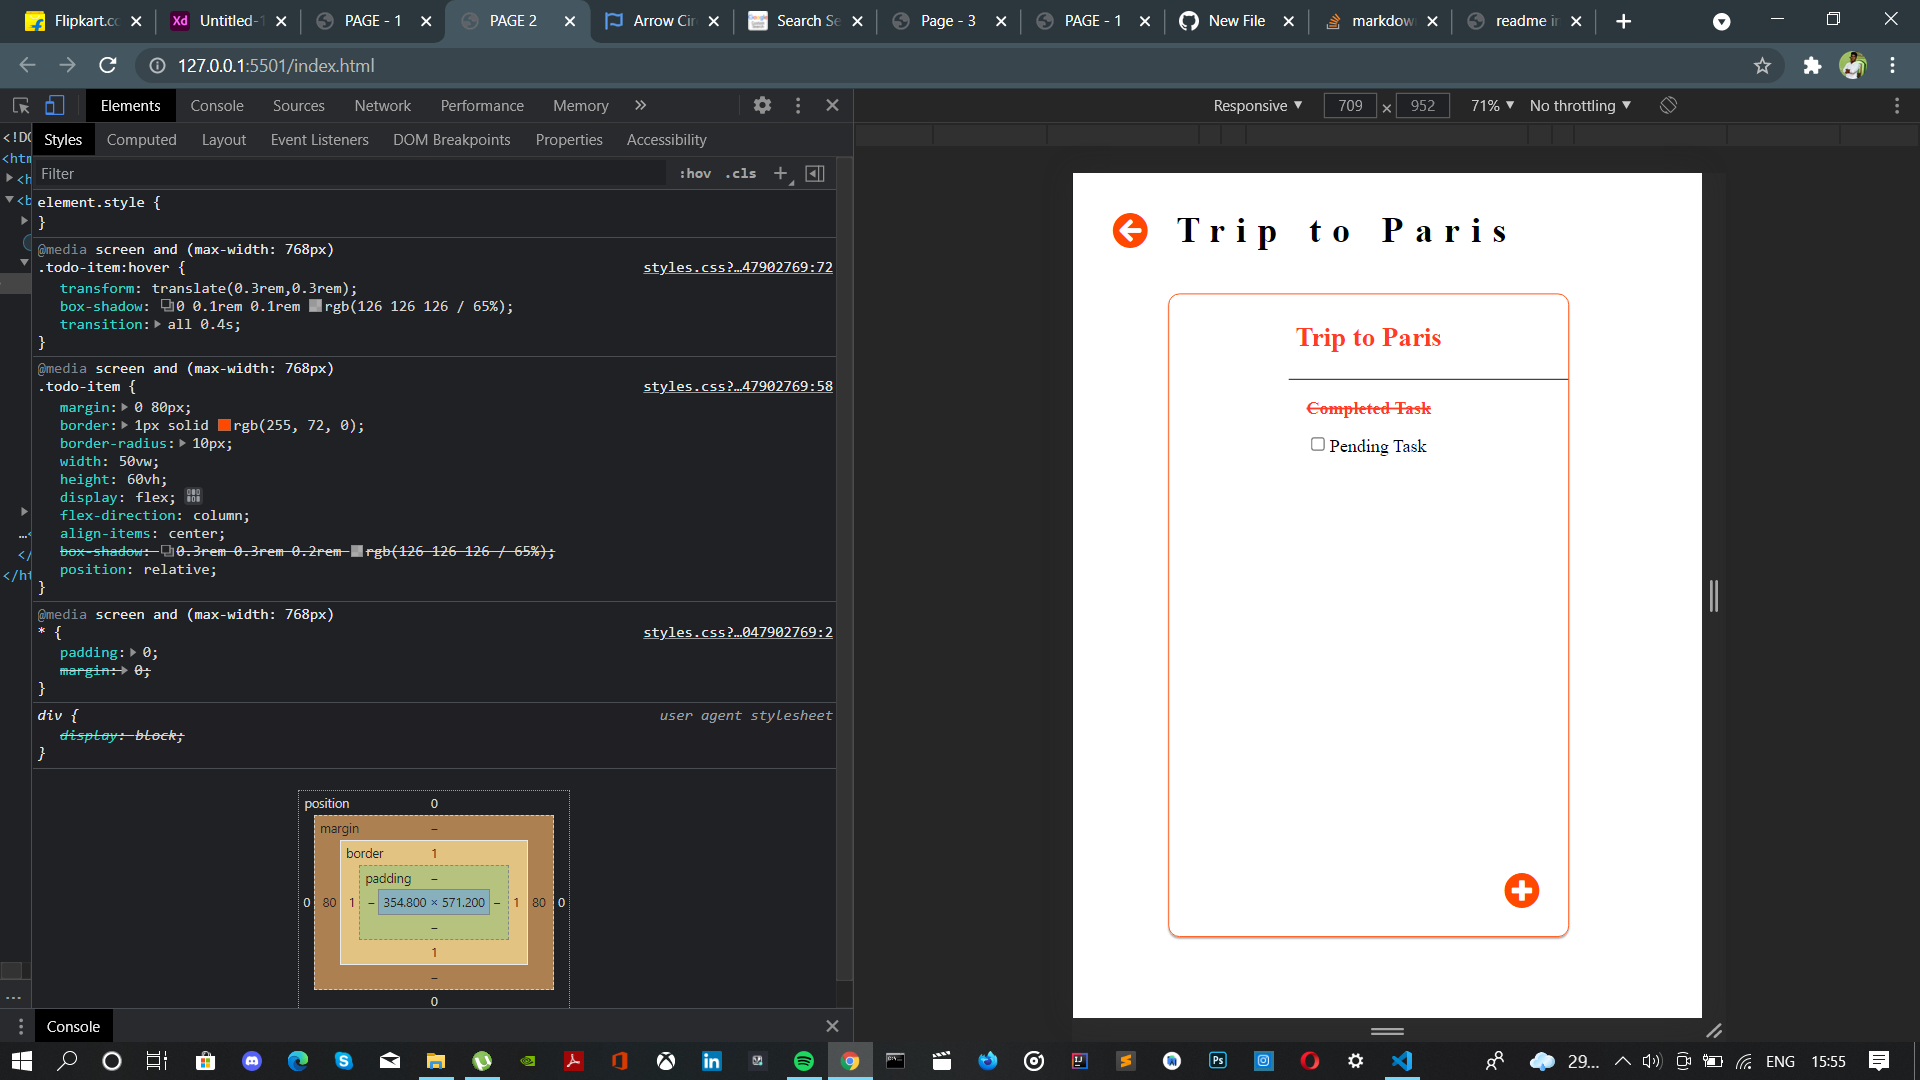 Flipkart.co
Untitled-1
PAGE - 1
PAGE 2
Arrow Cir
Search Se
Page - 3
PAGE - 1
New File
markdow
readme in
127.0.0.1:5501/index.html
Elements
Console
Sources
Network
Performance
Memory
Responsive
709 × 952
71%
No throttling
Styles
Computed
Layout
Event Listeners
DOM Breakpoints
Properties
Accessibility
Filter
:hov .cls
<!DO
<htm
<h
<b
…<
</
</ht
element.style {
}
@media screen and (max-width: 768px)
.todo-item:hover {
styles.css?…47902769:72
transform: translate(0.3rem,0.3rem);
box-shadow: 0 0.1rem 0.1rem rgb(126 126 126 / 65%);
transition: all 0.4s;
}
@media screen and (max-width: 768px)
.todo-item {
styles.css?…47902769:58
margin: 0 80px;
border: 1px solid rgb(255, 72, 0);
border-radius: 10px;
width: 50vw;
height: 60vh;
display: flex;
flex-direction: column;
align-items: center;
box-shadow: 0.3rem 0.3rem 0.2rem rgb(126 126 126 / 65%);
position: relative;
}
@media screen and (max-width: 768px)
* {
styles.css?…047902769:2
padding: 0;
margin: 0;
}
div {
user agent stylesheet
display: block;
}
position 0
margin –
border 1
padding –
0 80 1 – 354.800 × 571.200 – 1 80 0
–
1
–
0
Console
Trip to Paris
Trip to Paris
Completed Task
Pending Task
29...
ENG
15:55